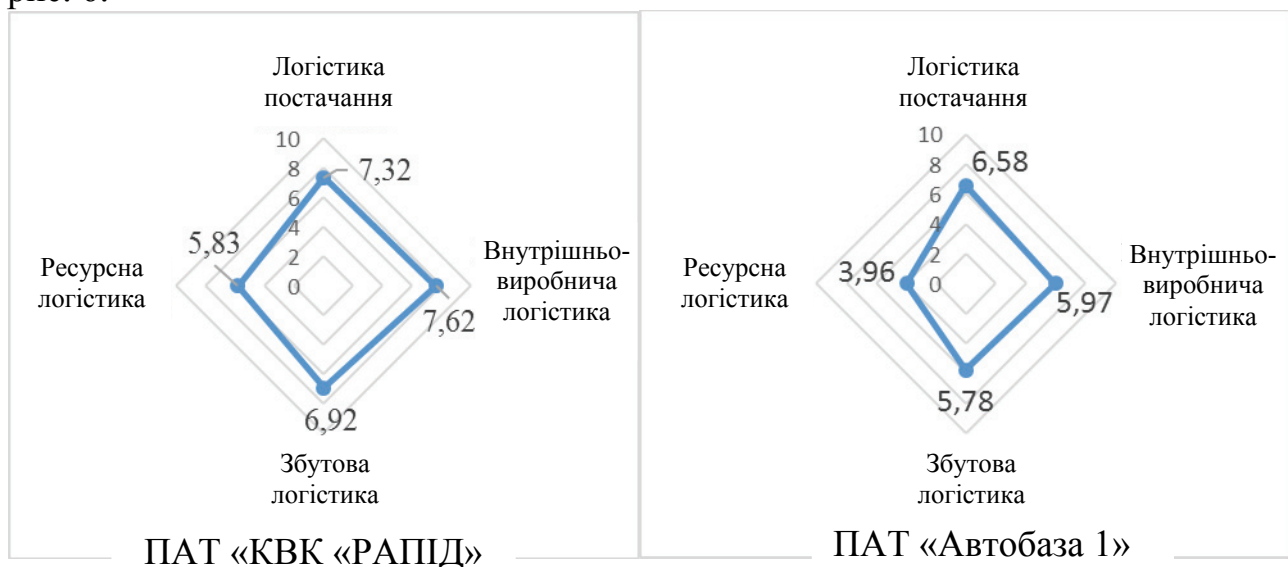 рис. 6.
Логістика
постачання
10
8
6
4
2
0
7,32
5,83
7,62
6,92
Ресурсна
логістика
Внутрішньо-
виробнича
логістика
Збутова
логістика
ПАТ «КВК «РАПІД»
Логістика
постачання
10
8
6
4
2
0
6,58
3,96
5,97
5,78
Ресурсна
логістика
Внутрішньо-
виробнича
логістика
Збутова
логістика
ПАТ «Автобаза 1»